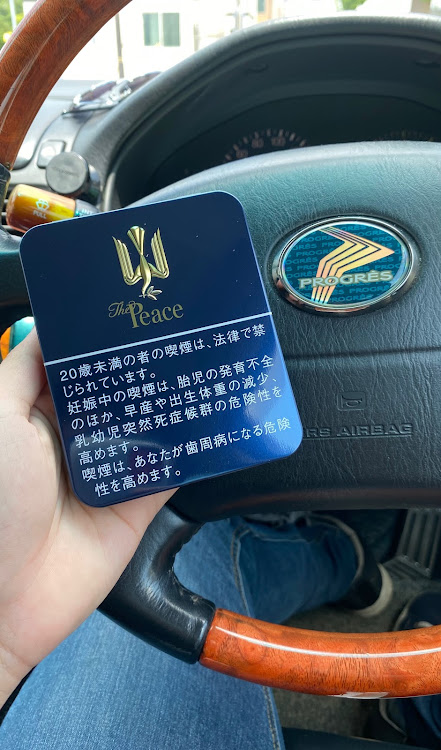 The
Peace
20歳未満の者の喫煙は、法律で禁
じられています。
妊娠中の喫煙は、胎児の発育不全
のほか、早産や出生体重の減少、
乳幼児突然死症候群の危険性を
高めます。
喫煙は、あなたが歯周病になる危険
性を高めます。
PROGRÈS
PROGRÈS
PROGRÈS
SRS AIRBAG